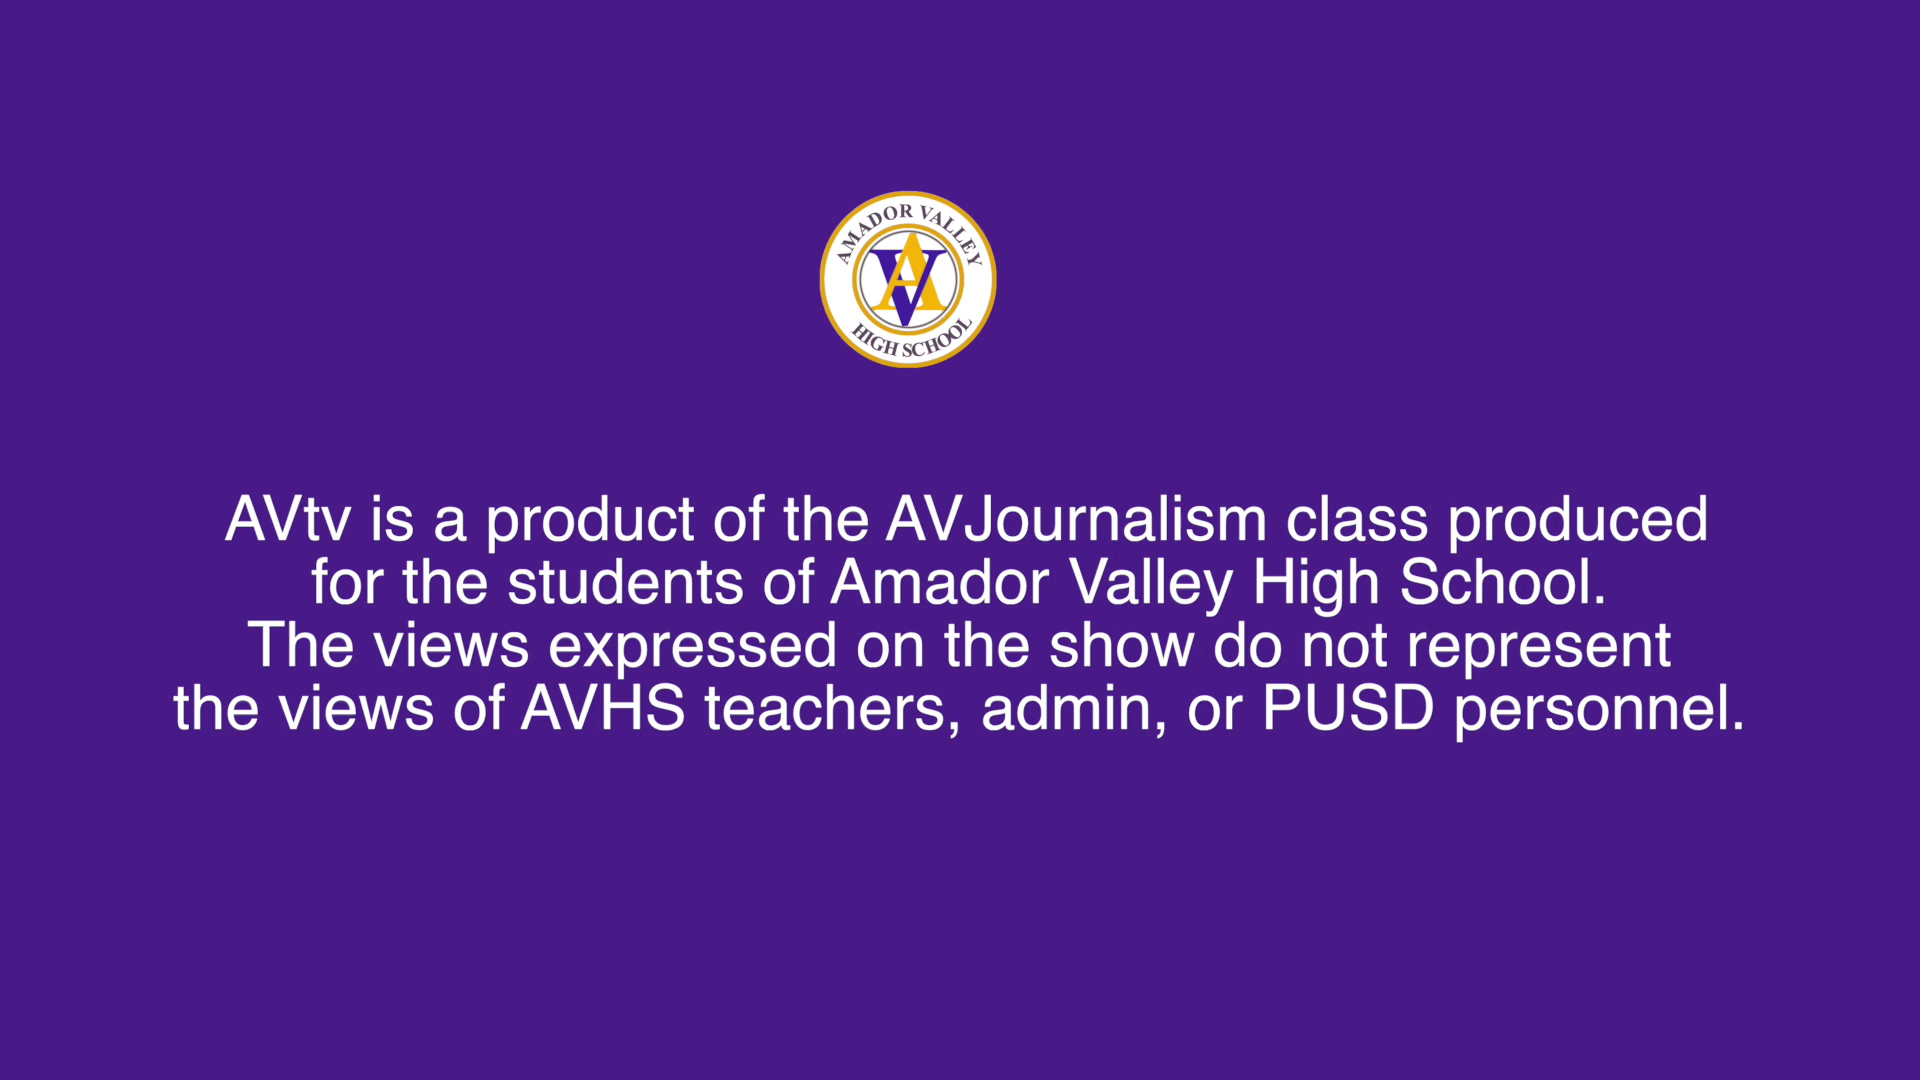 AMADOR VALLEY
AV
HIGH SCHOOL
AVtv is a product of the AVJournalism class produced
for the students of Amador Valley High School.
The views expressed on the show do not represent
the views of AVHS teachers, admin, or PUSD personnel.